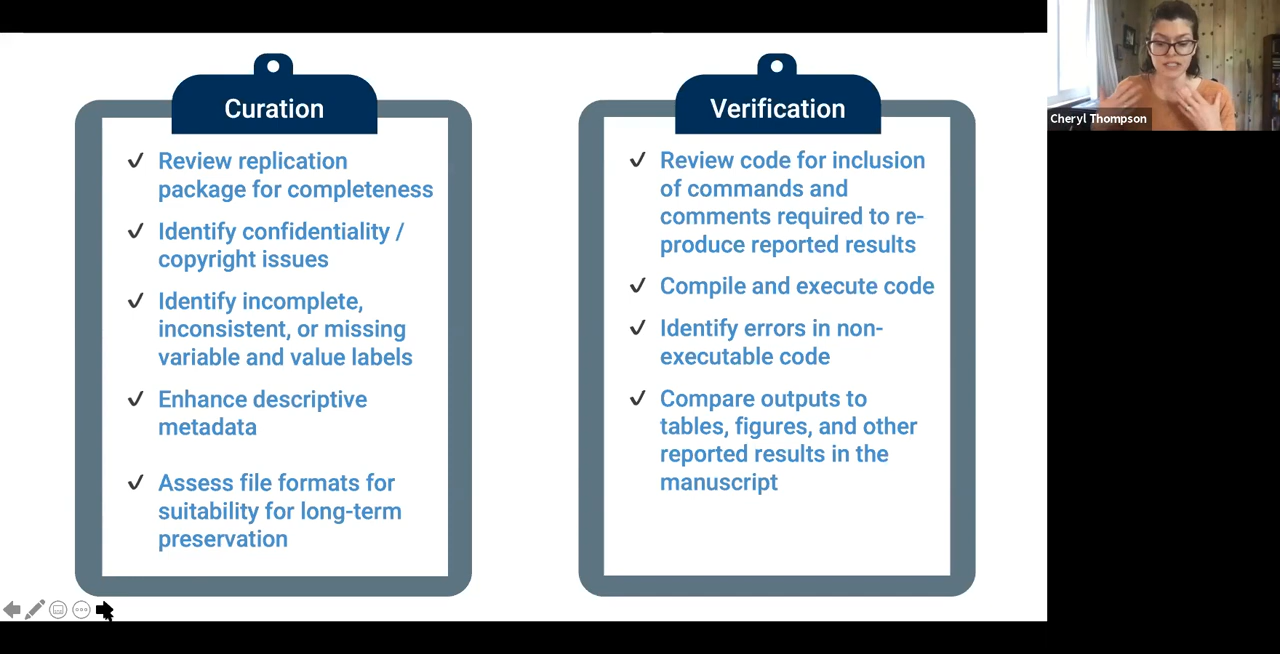 Curation
Review replication
package for completeness
Identify confidentiality /
copyright issues
Identify incomplete,
inconsistent, or missing
variable and value labels
Enhance descriptive
metadata
Assess file formats for
suitability for long-term
preservation
Verification
Review code for inclusion
of commands and
comments required to re-
produce reported results
Compile and execute code
Identify errors in non-
executable code
Compare outputs to
tables, figures, and other
reported results in the
manuscript
Cheryl Thompson